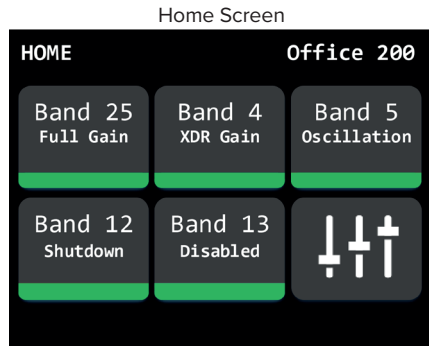 Home Screen
HOME Office 200
Band 25 Band 4 Band 5
Full Gain XDR Gain Oscillation
Band 12 Band 13
Shutdown Disabled